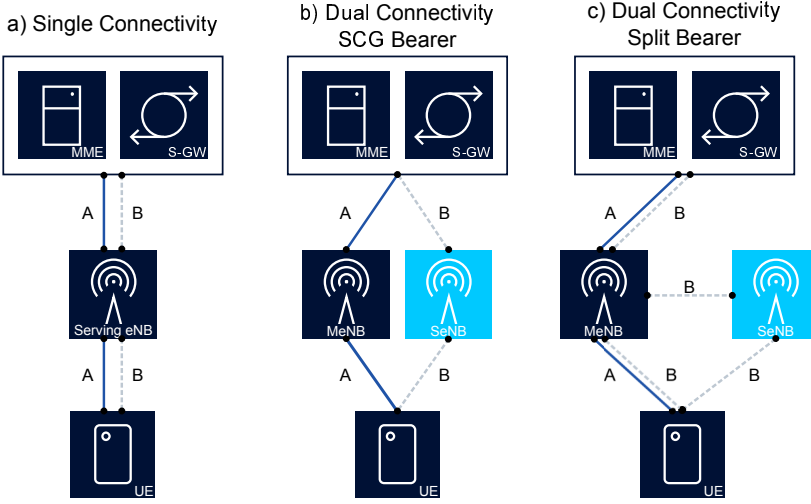 a) Single Connectivity
MME
S-GW
A
B
Serving eNB
A
B
UE
b) Dual Connectivity
SCG Bearer
MME
S-GW
A
B
MeNB
SeNB
A
B
UE
c) Dual Connectivity
Split Bearer
MME
S-GW
A
B
B
MeNB
SeNB
A
B
B
UE